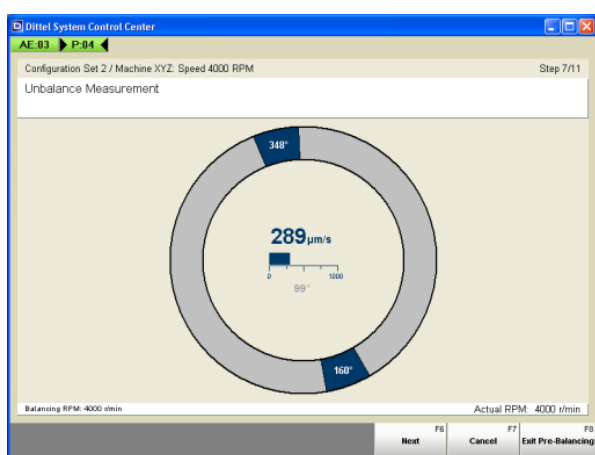 Dittel System Control Center
AE:03 P:04
Configuration Set 2 / Machine XYZ: Speed 4000 RPM Step 7/11
Unbalance Measurement
348°
289 µm/s
0 1000
99°
160°
Balancing RPM: 4000 r/min Actual RPM: 4000 r/min
F6 F7 F8
Next Cancel Exit Pre-Balancing